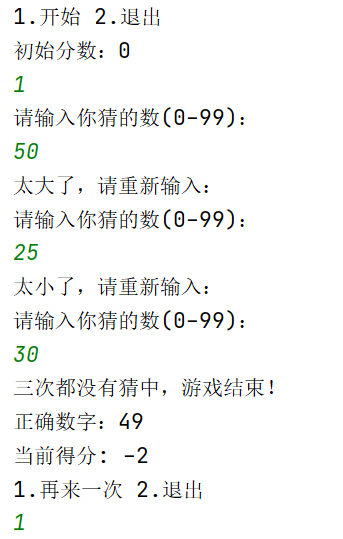 1.开始 2.退出
初始分数：0
1
请输入你猜的数(0-99)：
50
太大了，请重新输入：
请输入你猜的数(0-99)：
25
太小了，请重新输入：
请输入你猜的数(0-99)：
30
三次都没有猜中，游戏结束！
正确数字：49
当前得分: -2
1.再来一次 2.退出
1